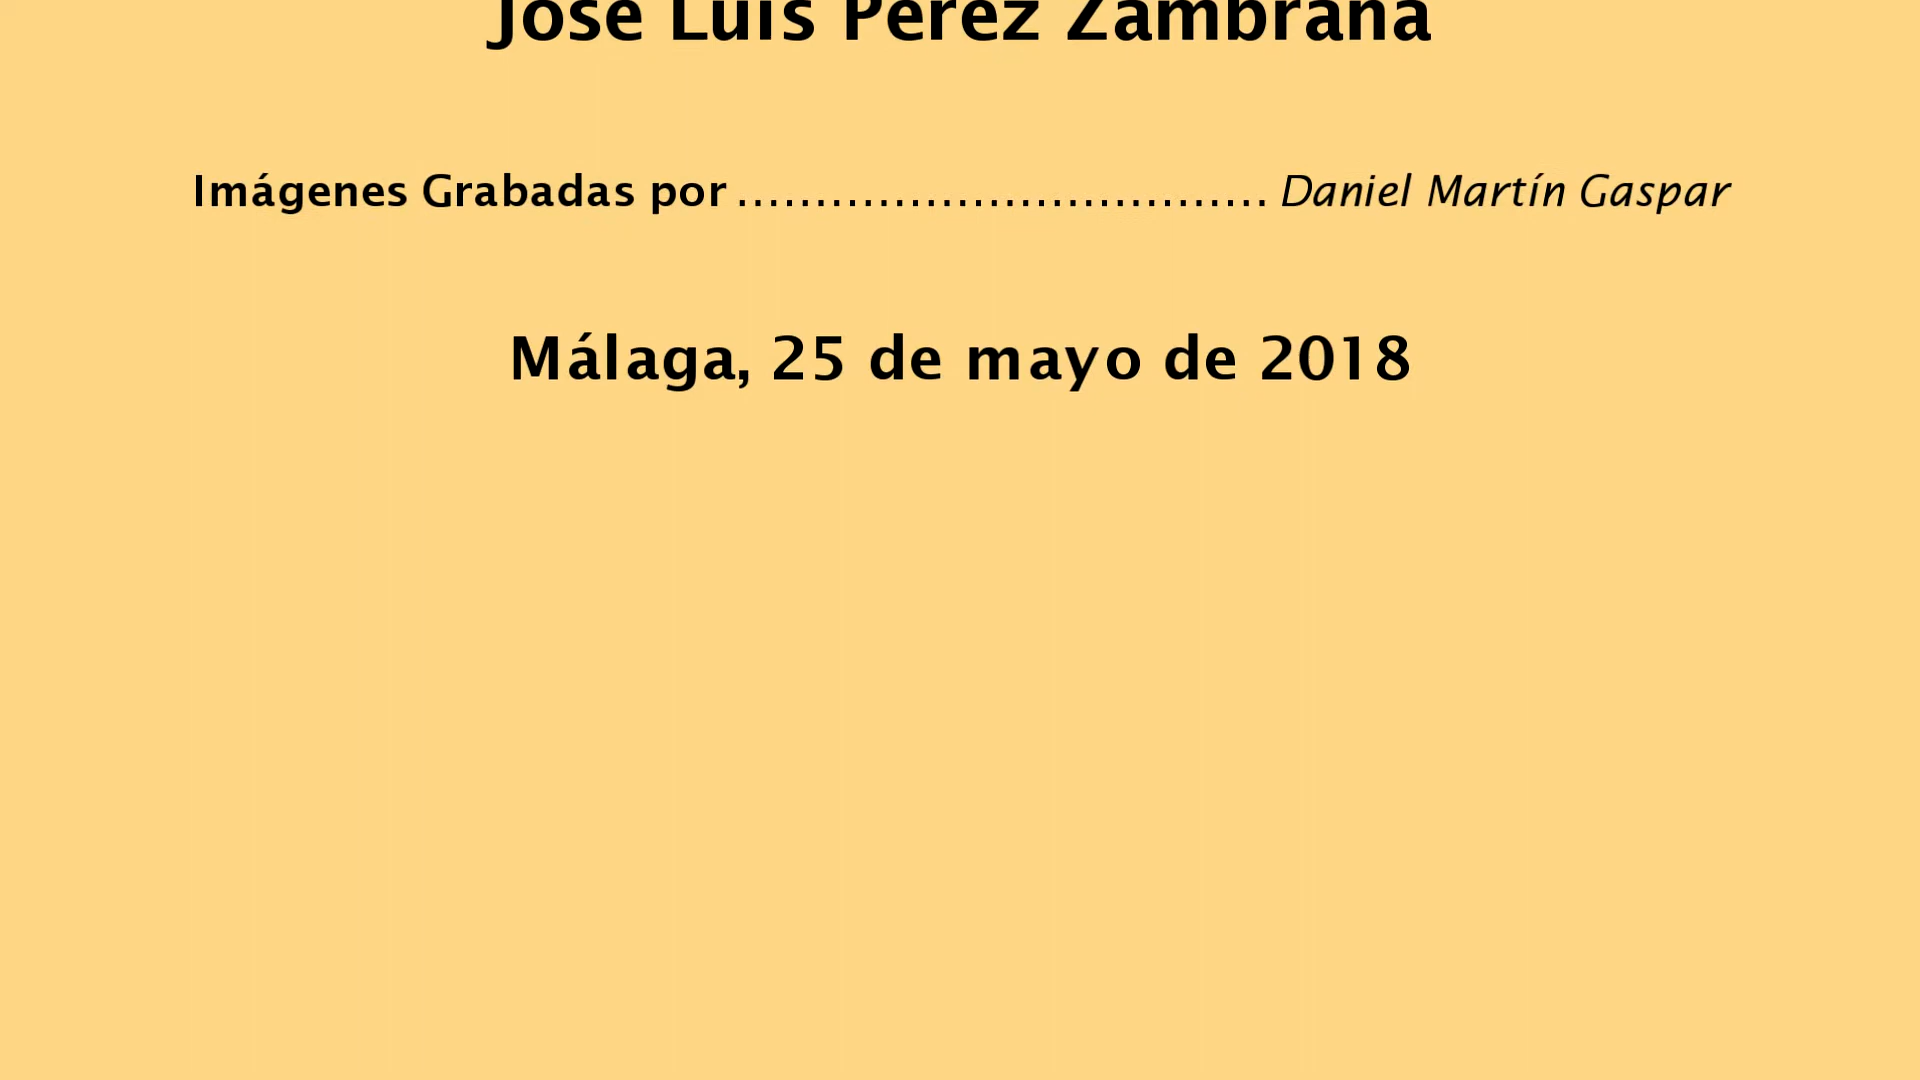 José Luis Pérez Zambrana
Imágenes Grabadas por .................................. Daniel Martín Gaspar
Málaga, 25 de mayo de 2018